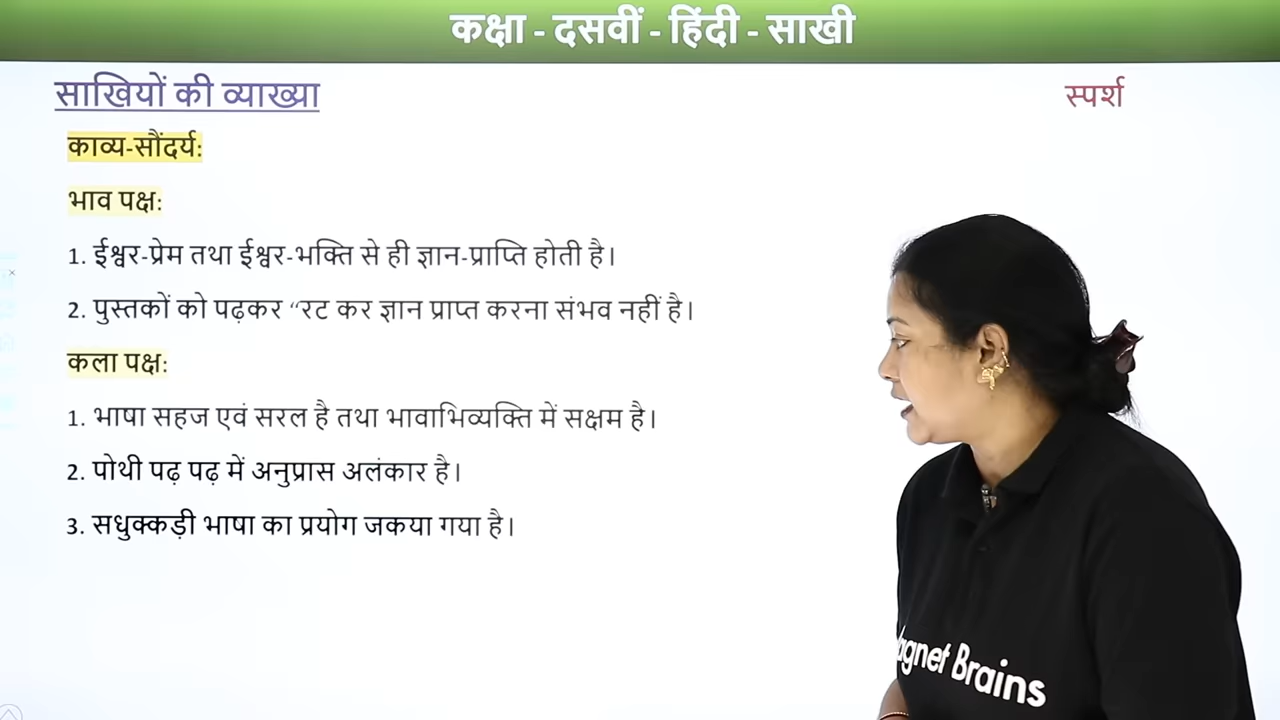 कक्षा - दसवीं - हिंदी - साखी
साखियों की व्याख्या
स्पर्श
काव्य-सौंदर्य:
भाव पक्ष:
1. ईश्वर-प्रेम तथा ईश्वर-भक्ति से ही ज्ञान-प्राप्ति होती है।
2. पुस्तकों को पढ़कर “रट कर ज्ञान प्राप्त करना संभव नहीं है।
कला पक्ष:
1. भाषा सहज एवं सरल है तथा भावाभिव्यक्ति में सक्षम है।
2. पोथी पढ़ पढ़ में अनुप्रास अलंकार है।
3. सधुक्कड़ी भाषा का प्रयोग जकया गया है।
agnet Brains